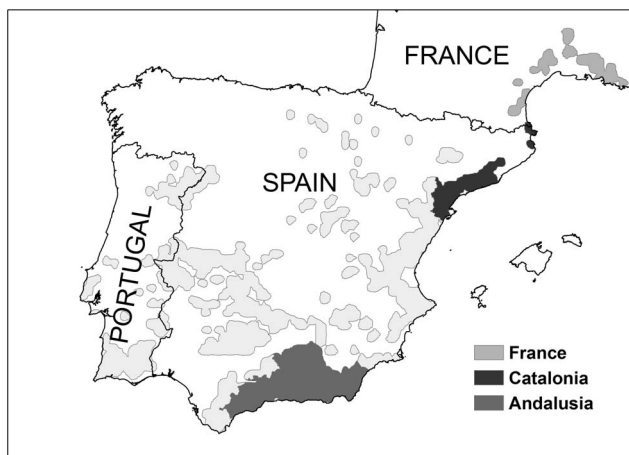 FRANCE
SPAIN
PORTUGAL
France
Catalonia
Andalusia